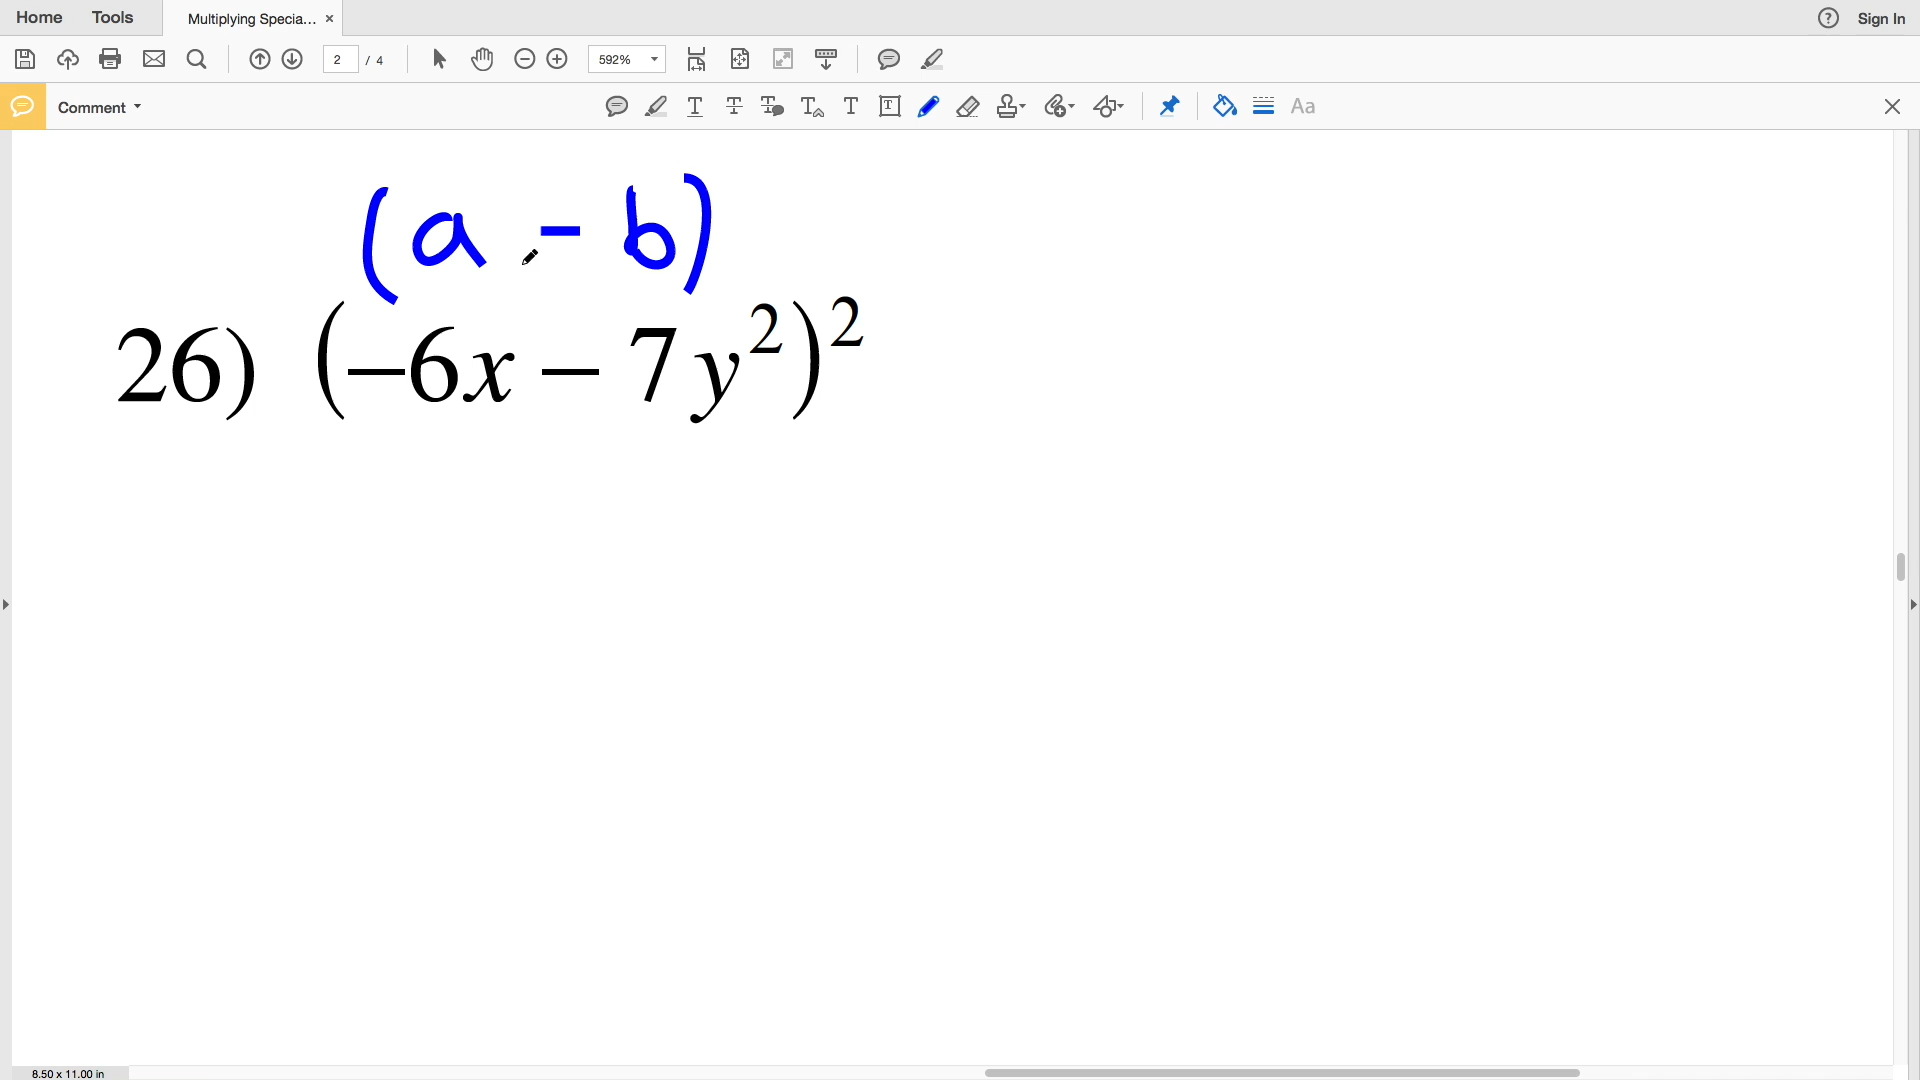 Home Tools Multiplying Specia... × ? Sign In
2 / 4 592%
Comment Aa
(a - b)
26) (−6x − 7y²)²
8.50 x 11.00 in